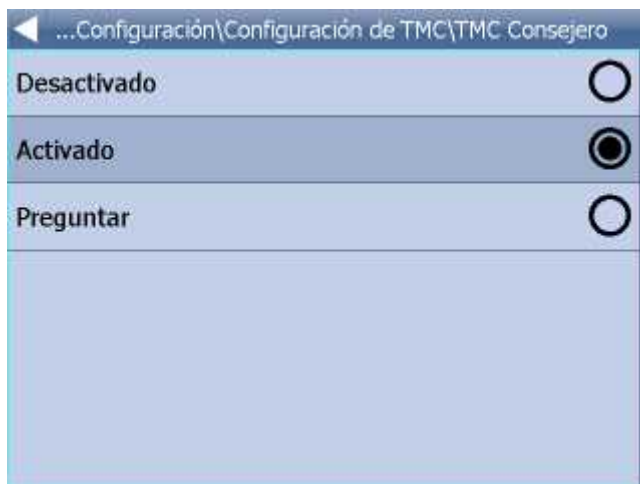 ...Configuración\Configuración de TMC\TMC Consejero
Desactivado
Activado
Preguntar